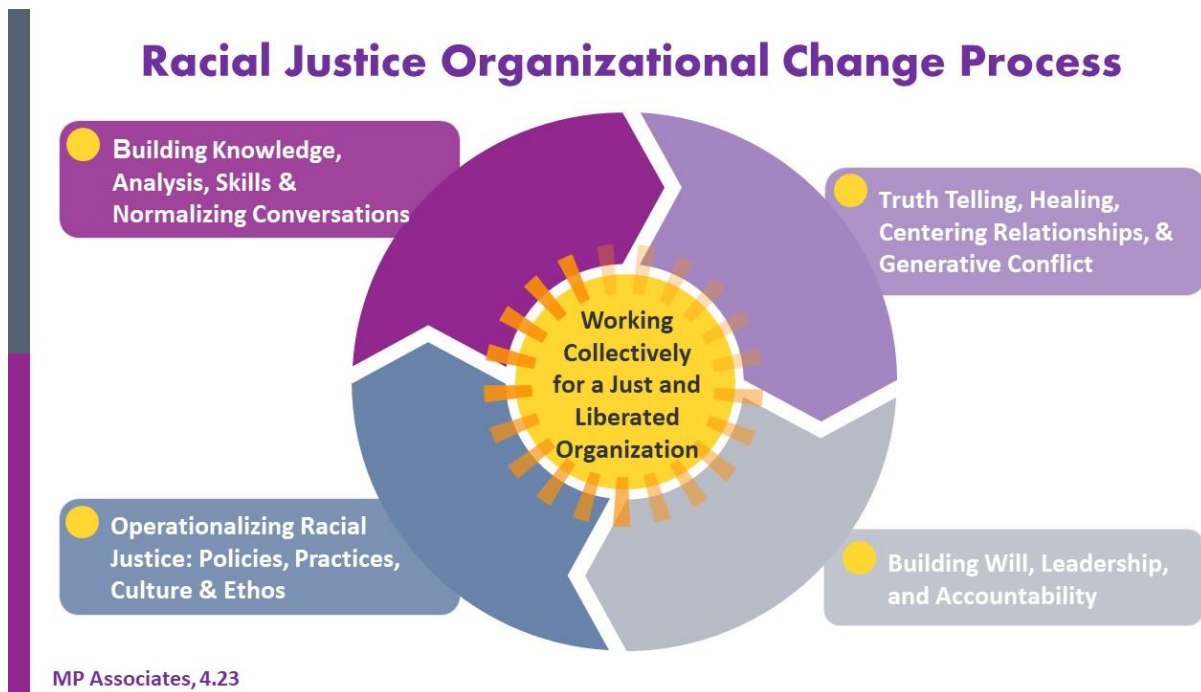 Racial Justice Organizational Change Process
Building Knowledge,
Analysis, Skills &
Normalizing Conversations
Truth Telling, Healing,
Centering Relationships, &
Generative Conflict
Working
Collectively
for a Just and
Liberated
Organization
Operationalizing Racial
Justice: Policies, Practices,
Culture & Ethos
Building Will, Leadership,
and Accountability
MP Associates, 4.23